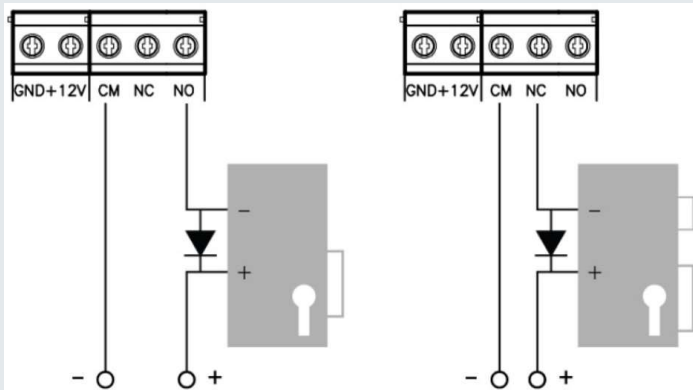 GND+12V CM NC NO
GND+12V CM NC NO
- -
+ +
- + - +